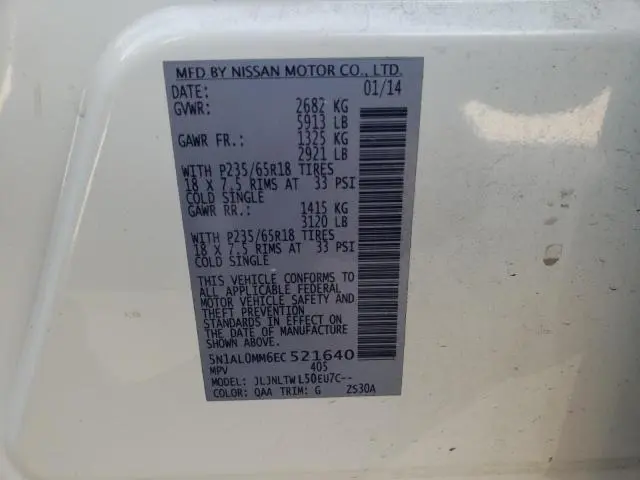 MFD BY NISSAN MOTOR CO., LTD.
DATE: 01/14
GVWR: 2682 KG
5913 LB
GAWR FR.: 1325 KG
2921 LB
WITH P235/65R18 TIRES
18 X 7.5 RIMS AT 33 PSI
COLD SINGLE
GAWR RR.: 1415 KG
3120 LB
WITH P235/65R18 TIRES
18 X 7.5 RIMS AT 33 PSI
COLD SINGLE
THIS VEHICLE CONFORMS TO
ALL APPLICABLE FEDERAL
MOTOR VEHICLE SAFETY AND
THEFT PREVENTION
STANDARDS IN EFFECT ON
THE DATE OF MANUFACTURE
SHOWN ABOVE.
5N1AL0MM6EC521640
MPV 405
MODEL: JLJNLTWL50EU7C--
COLOR: QAA TRIM: G ZS30A